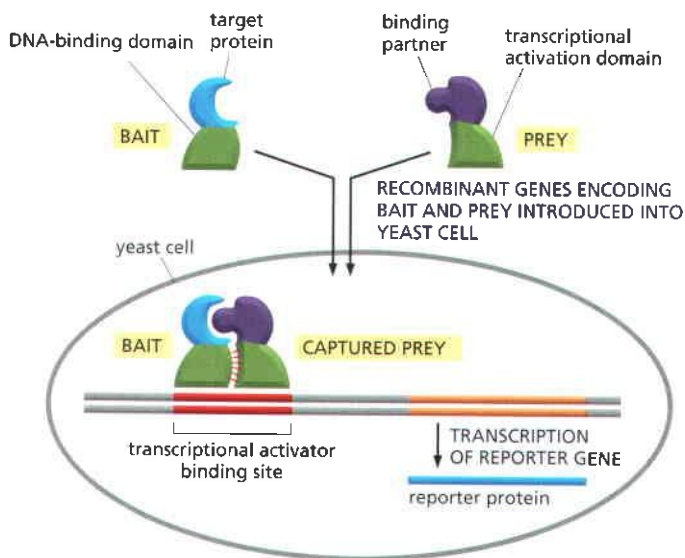 DNA-binding domain
target
protein
binding
partner
transcriptional
activation domain
BAIT
PREY
RECOMBINANT GENES ENCODING
BAIT AND PREY INTRODUCED INTO
YEAST CELL
yeast cell
BAIT
CAPTURED PREY
transcriptional activator
binding site
TRANSCRIPTION
OF REPORTER GENE
reporter protein